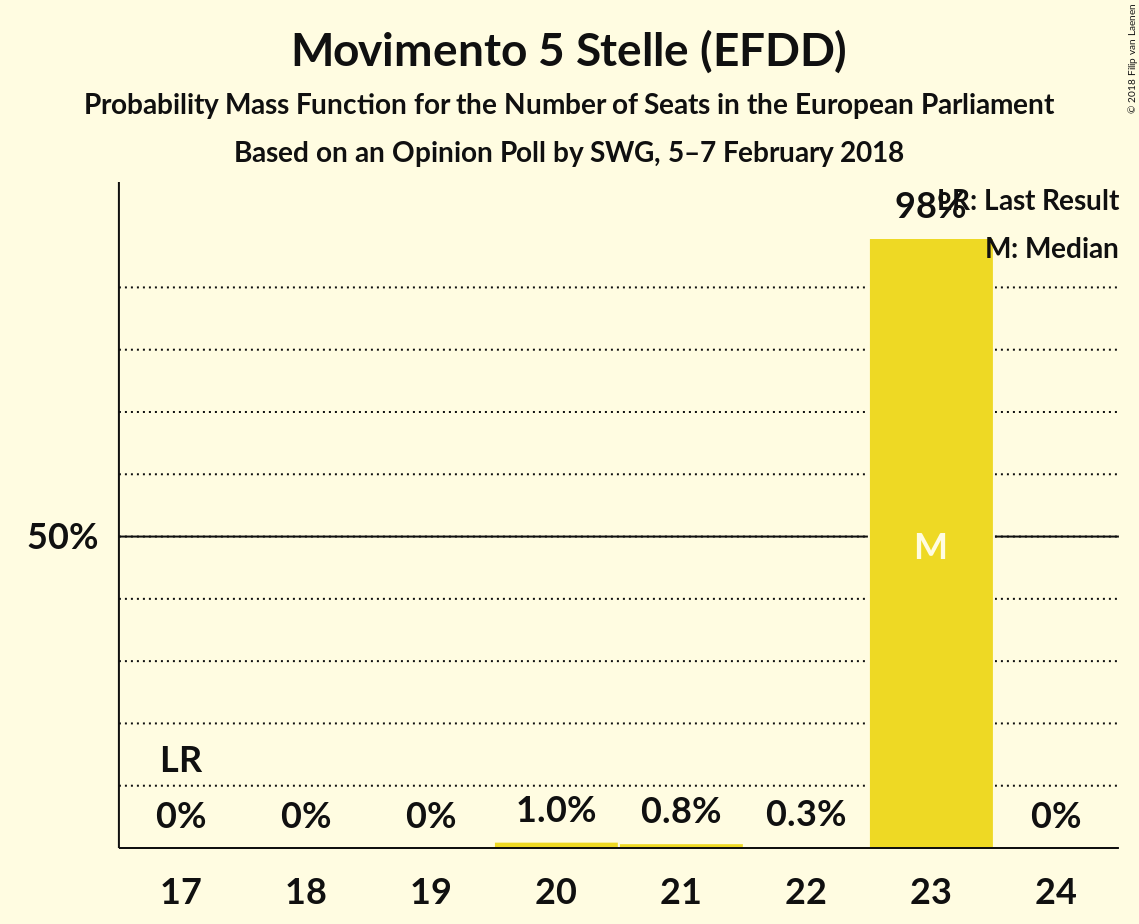 Movimento 5 Stelle (EFDD)
Probability Mass Function for the Number of Seats in the European Parliament
Based on an Opinion Poll by SWG, 5–7 February 2018
© 2018 Filip van Laenen
98%
LR: Last Result
M: Median
50%
M
LR
0% 0% 0% 1.0% 0.8% 0.3% 0%
17 18 19 20 21 22 23 24